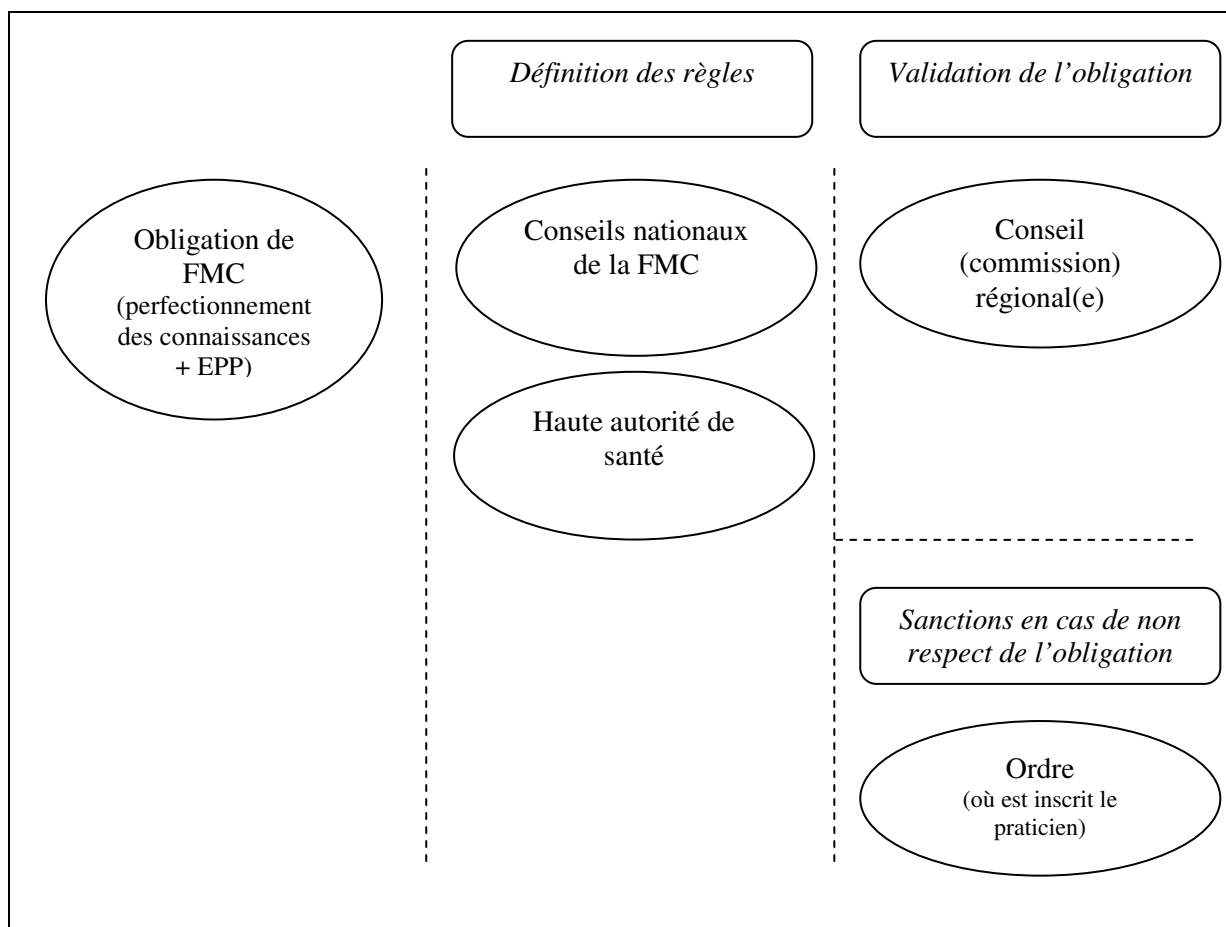 Définition des règles
Validation de l'obligation
Obligation de
FMC
(perfectionnement
des connaissances
+ EPP)
Conseils nationaux
de la FMC
Haute autorité de
santé
Conseil
(commission)
régional(e)
Sanctions en cas de non
respect de l'obligation
Ordre
(où est inscrit le
praticien)